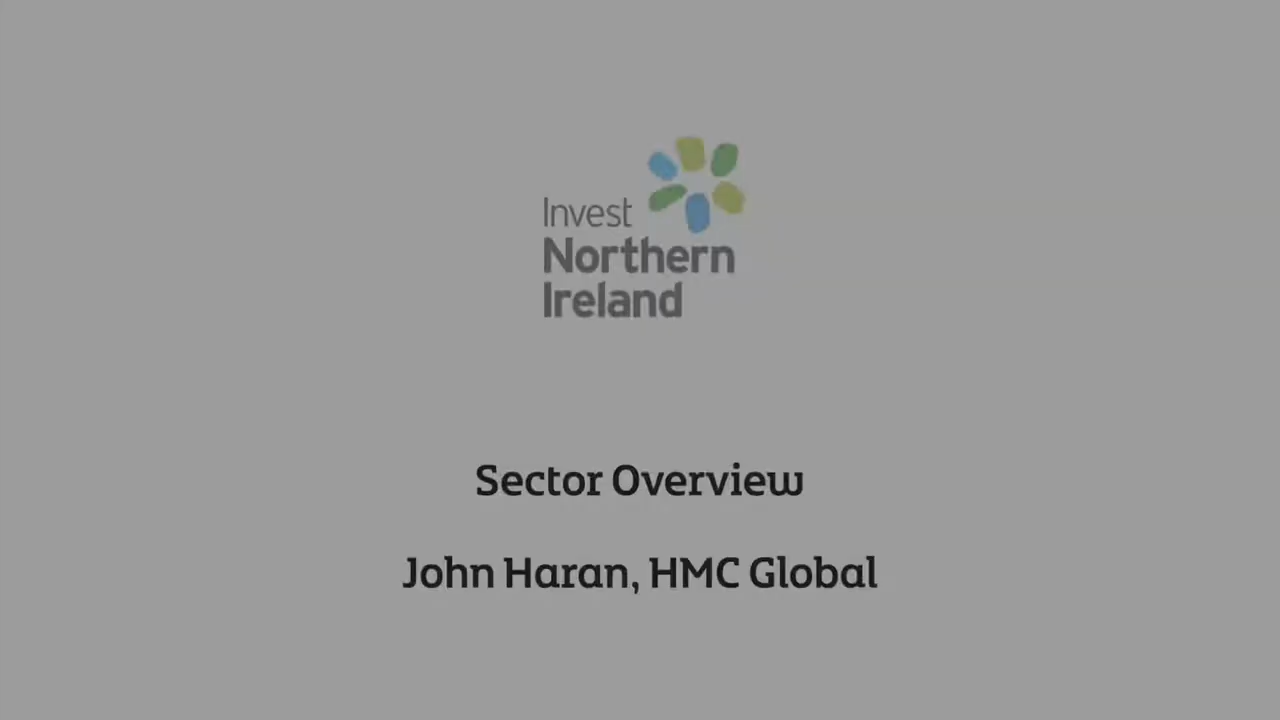 Invest
Northern
Ireland
Sector Overview
John Haran, HMC Global